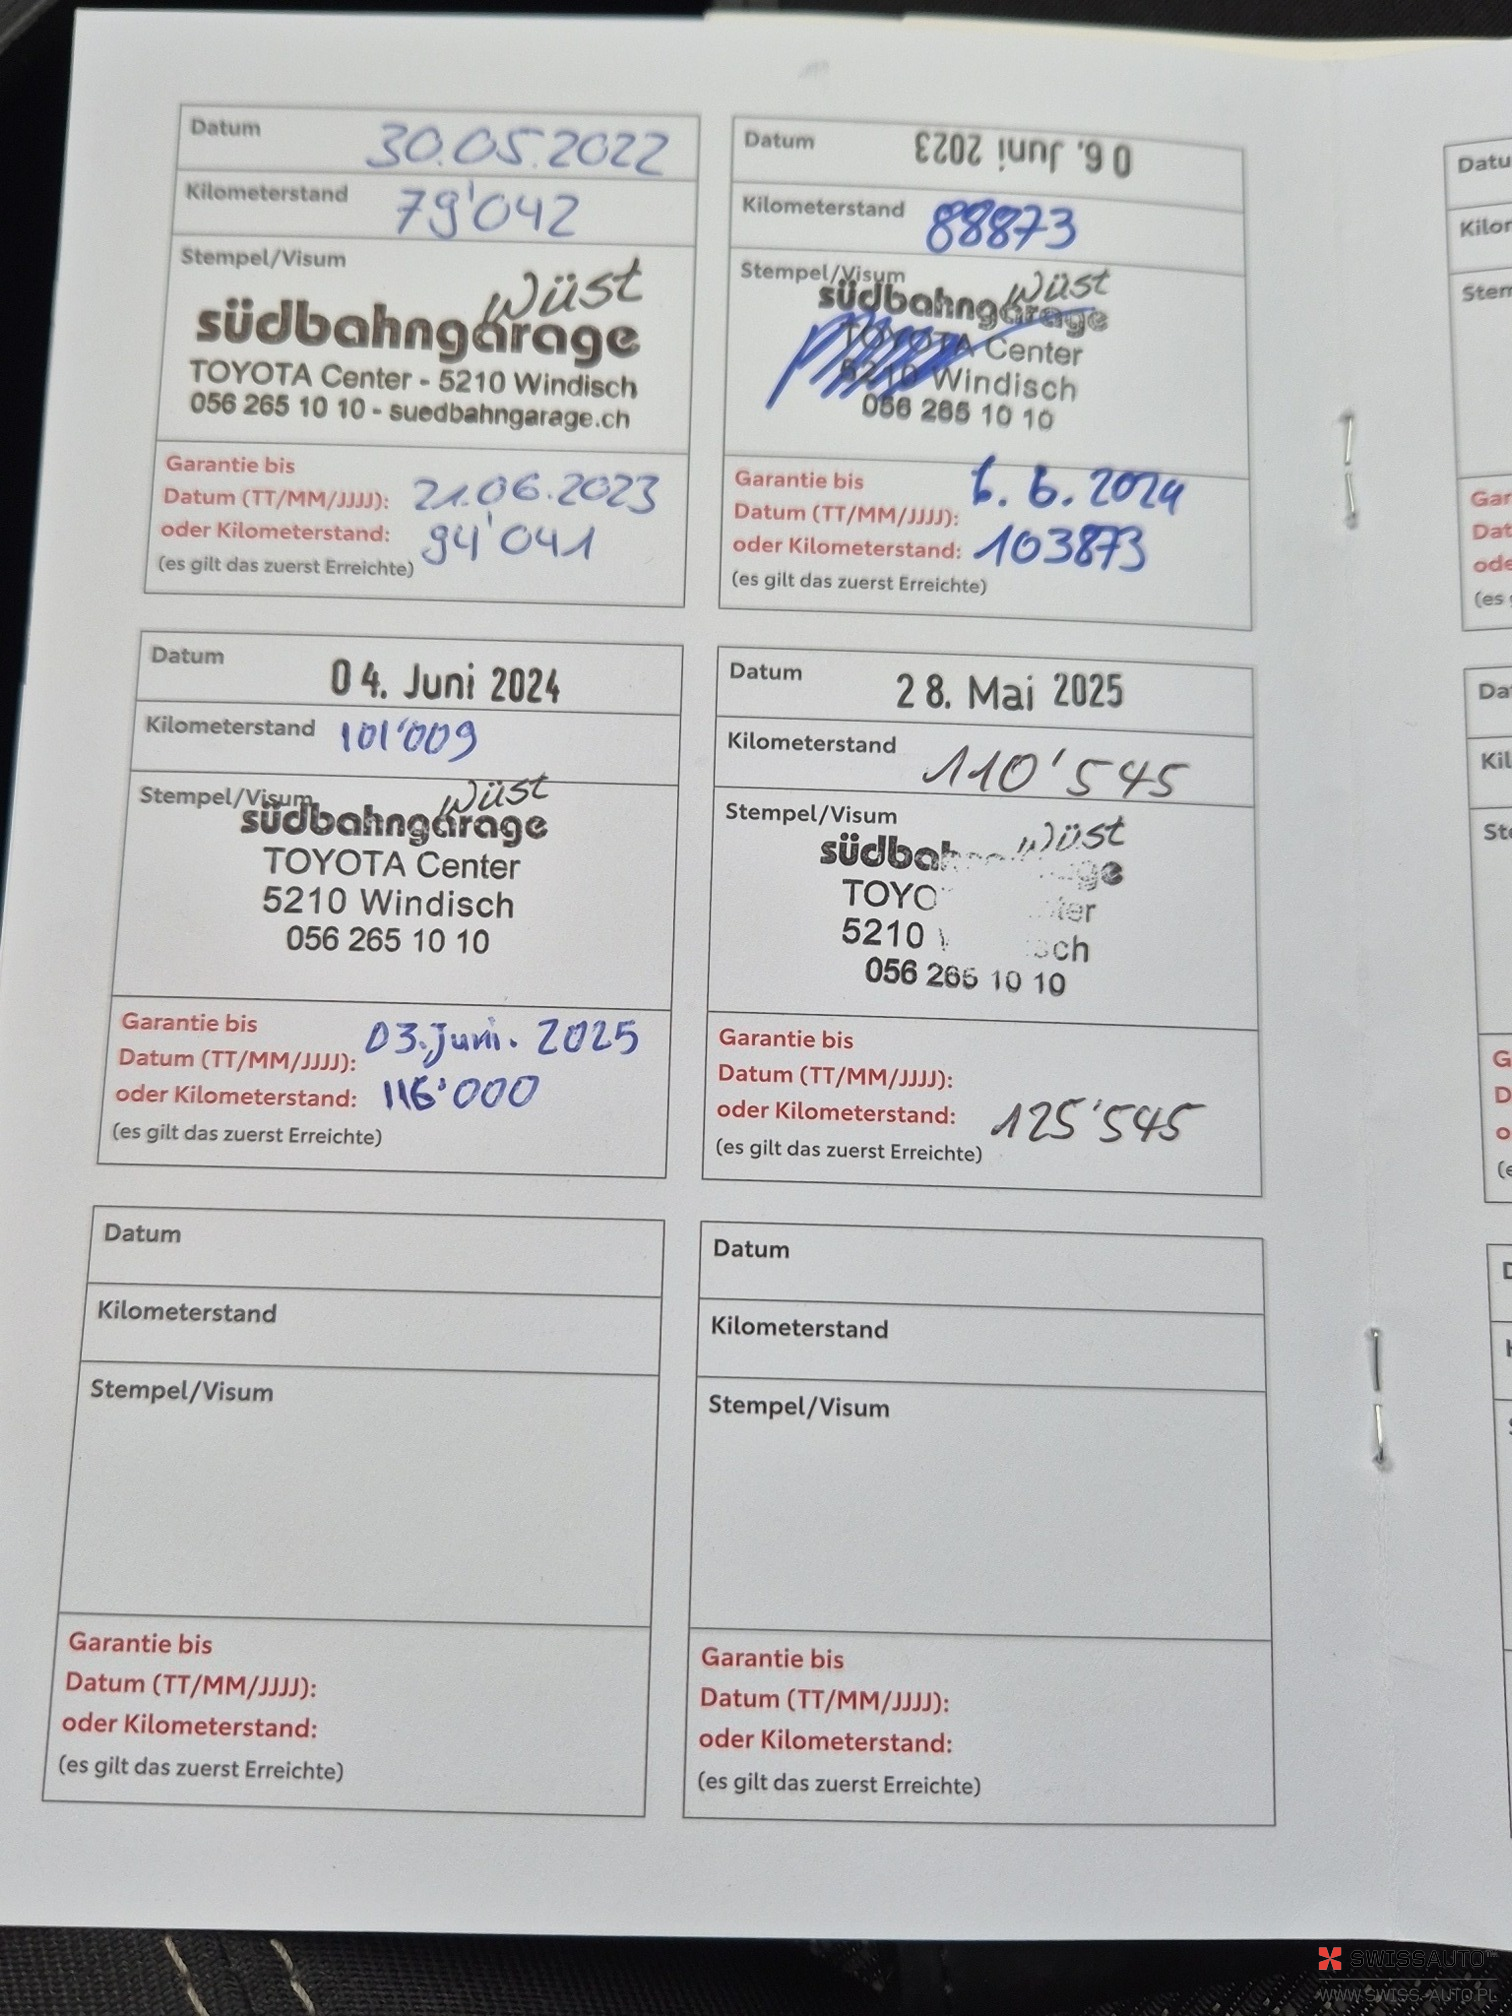 Datum 30.05.2022
Kilometerstand 79'042
Stempel/Visum
Wüst
südbahngarage
TOYOTA Center - 5210 Windisch
056 265 10 10 - suedbahngarage.ch
Garantie bis
Datum (TT/MM/JJJJ): 21.06.2023
oder Kilometerstand: 94'041
(es gilt das zuerst Erreichte)
Datum 06. Juni 2023
Kilometerstand 88873
Stempel/Visum
Wüst
südbahngarage
TOYOTA Center
5210 Windisch
056 265 10 10
Garantie bis
Datum (TT/MM/JJJJ): 6.6.2024
oder Kilometerstand: 103873
(es gilt das zuerst Erreichte)
Datum 04. Juni 2024
Kilometerstand 101'009
Stempel/Visum
Wüst
südbahngarage
TOYOTA Center
5210 Windisch
056 265 10 10
Garantie bis
Datum (TT/MM/JJJJ): 03. Juni. 2025
oder Kilometerstand: 116'000
(es gilt das zuerst Erreichte)
Datum 28. Mai 2025
Kilometerstand 110'545
Stempel/Visum
Wüst
5210
056 265 10 10
Garantie bis
Datum (TT/MM/JJJJ):
oder Kilometerstand: 125'545
(es gilt das zuerst Erreichte)
Datum
Kilometerstand
Stempel/Visum
Garantie bis
Datum (TT/MM/JJJJ):
oder Kilometerstand:
(es gilt das zuerst Erreichte)
Datum
Kilometerstand
Stempel/Visum
Garantie bis
Datum (TT/MM/JJJJ):
oder Kilometerstand:
(es gilt das zuerst Erreichte)
SWISSAUTO
WWW.SWISS-AUTO.PL